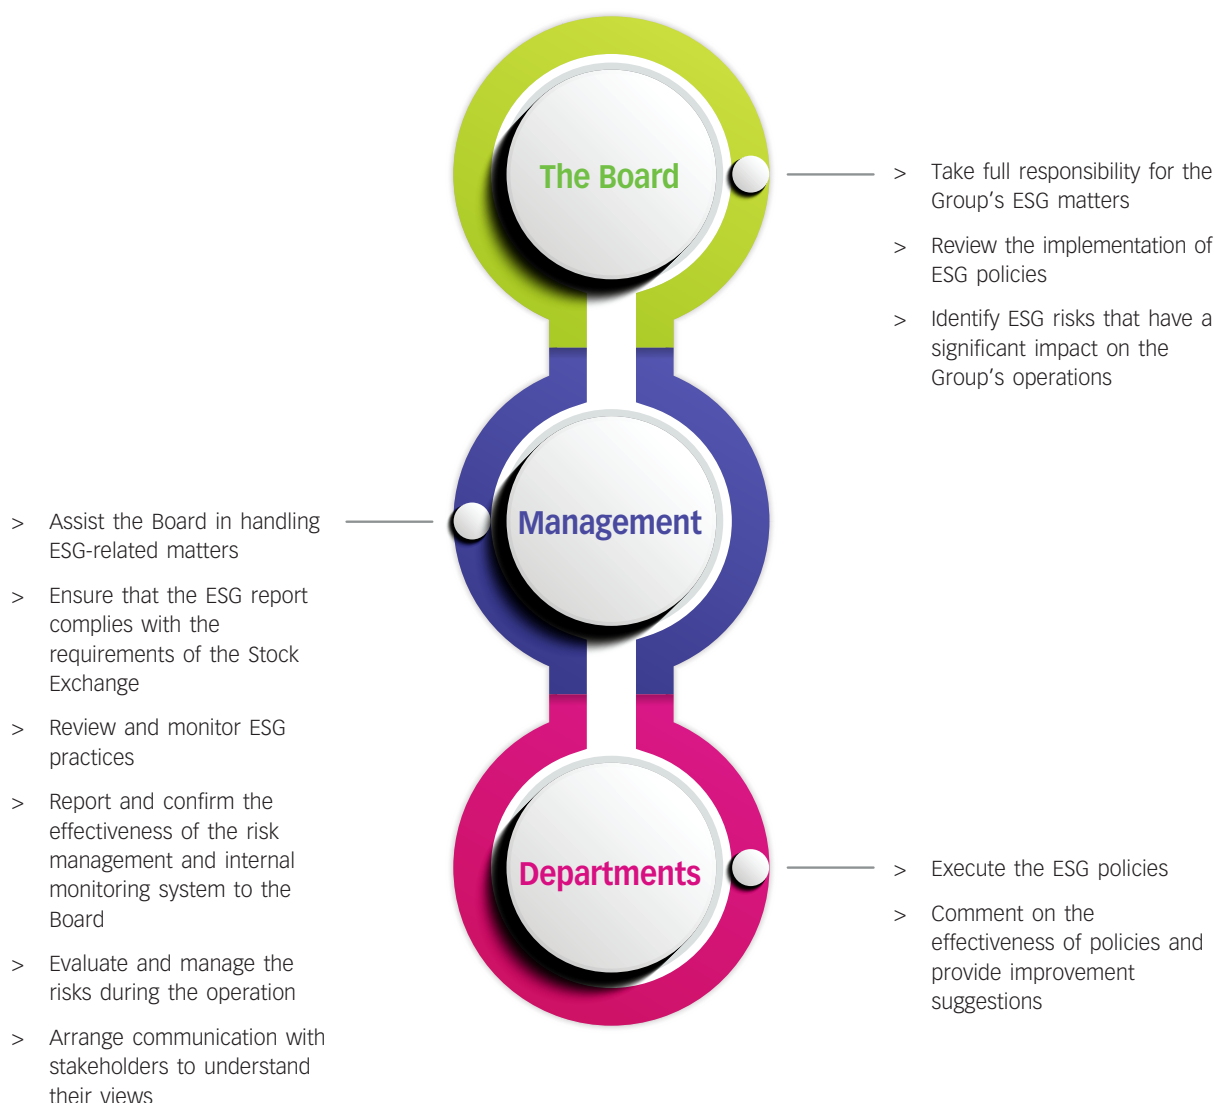 The Board
> Take full responsibility for the
Group's ESG matters
> Review the implementation of
ESG policies
> Identify ESG risks that have a
significant impact on the
Group's operations
Management
> Assist the Board in handling
ESG-related matters
> Ensure that the ESG report
complies with the
requirements of the Stock
Exchange
> Review and monitor ESG
practices
> Report and confirm the
effectiveness of the risk
management and internal
monitoring system to the
Board
> Evaluate and manage the
risks during the operation
> Arrange communication with
stakeholders to understand
their views
Departments
> Execute the ESG policies
> Comment on the
effectiveness of policies and
provide improvement
suggestions